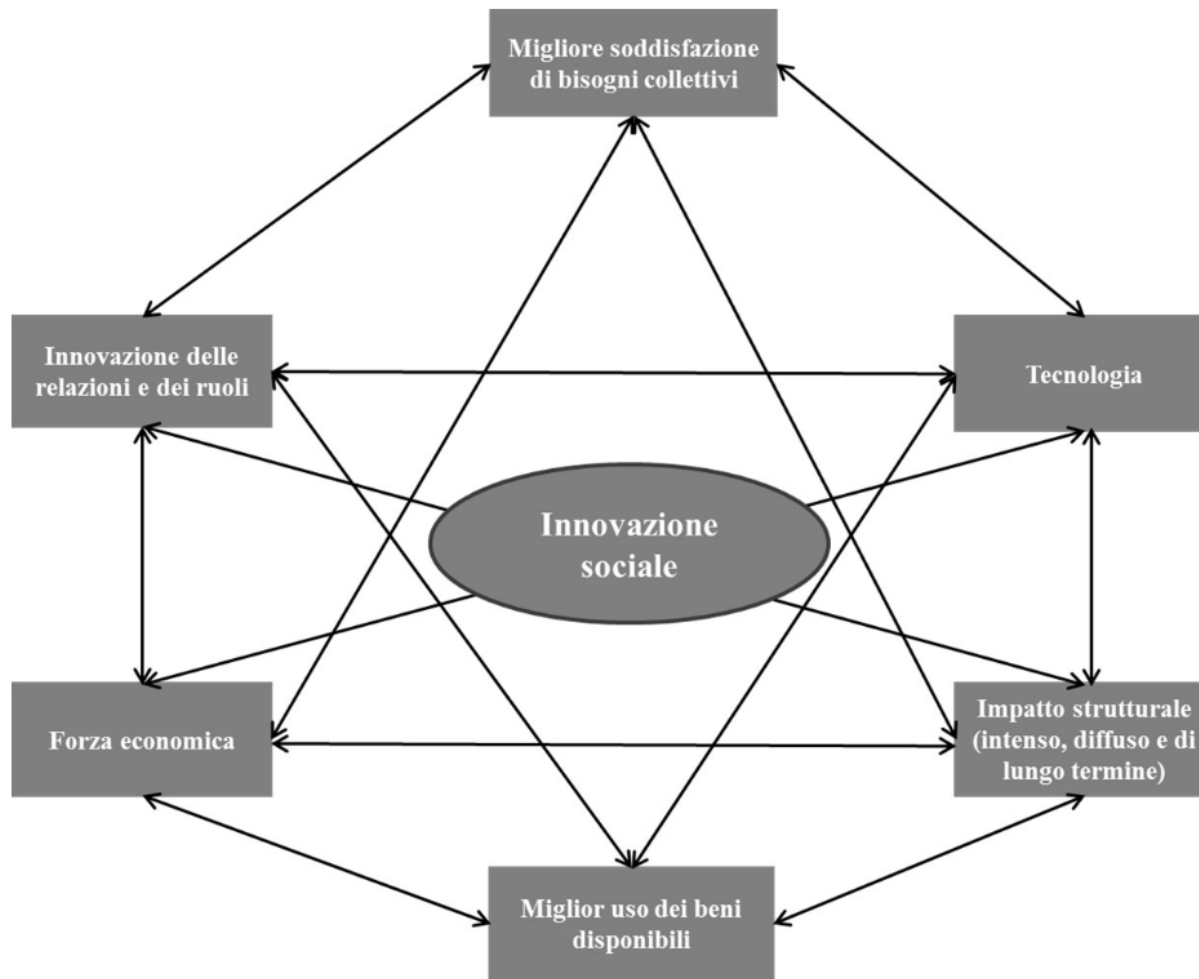 Migliore soddisfazione
di bisogni collettivi
Innovazione delle
relazioni e dei ruoli
Tecnologia
Innovazione
sociale
Forza economica
Impatto strutturale
(intenso, diffuso e di
lungo termine)
Miglior uso dei beni
disponibili